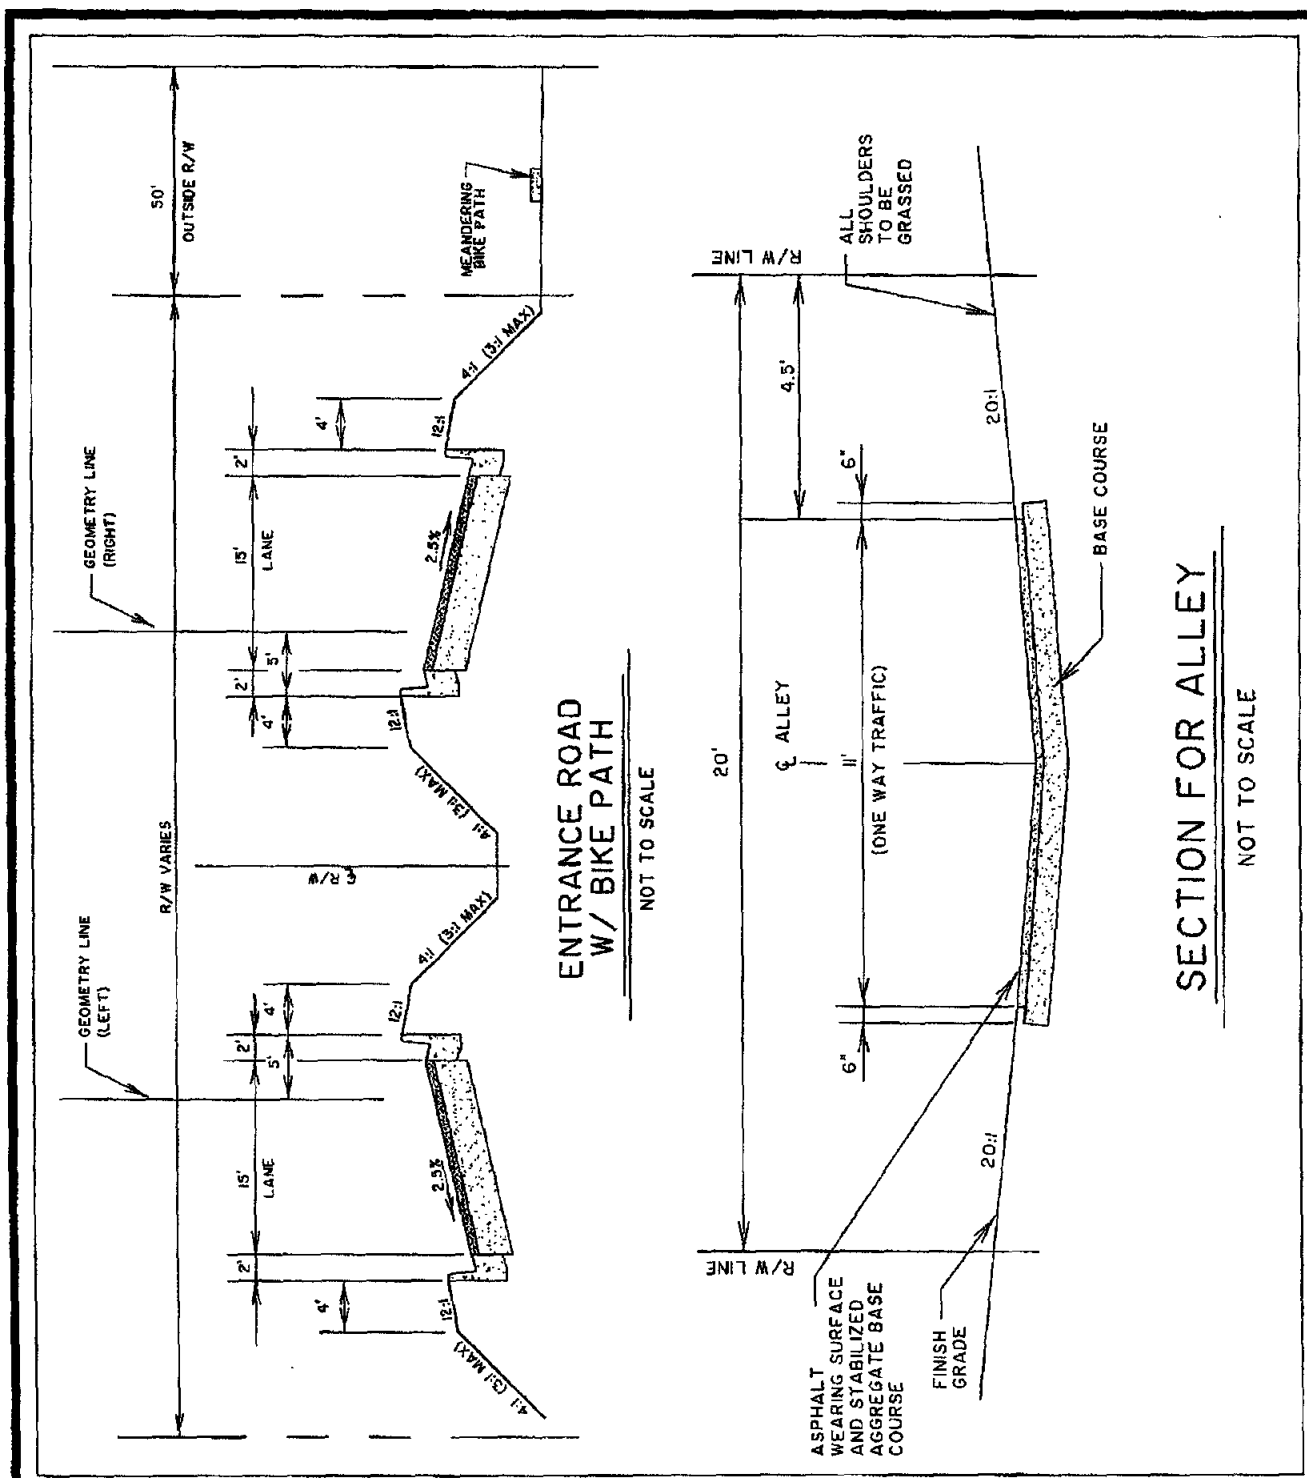 50'
OUTSIDE R/W
R/W VARIES
GEOMETRY LINE
(LEFT)
GEOMETRY LINE
(RIGHT)
2'
15'
LANE
2'
5'
4'
4'
2'
5'
15'
LANE
2'
4'
4'
4:1 (3:1 MAX)
12:1
2.5%
12:1
4:1 (3:1 MAX)
℄ R/W
4:1 (3:1 MAX)
12:1
2.5%
12:1
4:1 (3:1 MAX)
MEANDERING
BIKE PATH
ENTRANCE ROAD
W/ BIKE PATH
NOT TO SCALE
R/W LINE
R/W LINE
20'
4.5'
℄ ALLEY
6"
11'
6"
(ONE WAY TRAFFIC)
ALL
SHOULDERS
TO BE
GRASSED
ASPHALT
WEARING SURFACE
AND STABILIZED
AGGREGATE BASE
COURSE
FINISH
GRADE
20:1
20:1
BASE COURSE
SECTION FOR ALLEY
NOT TO SCALE